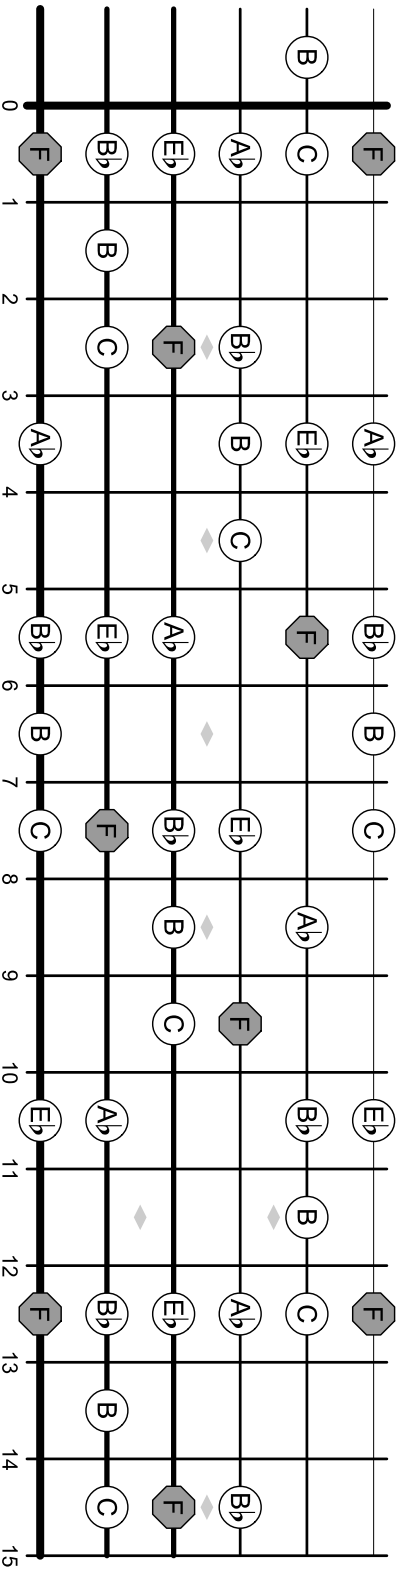 B
0
F B♭ E♭ A♭ C F
1
B
2
C F B♭
3
A♭ B E♭ A♭
4
C
5
B♭ E♭ A♭ F B♭
6
B B
7
C F B♭ E♭ C
8
B A♭
9
C F
10
E♭ A♭ B♭ E♭
11
B
12
F B♭ E♭ A♭ C F
13
B
14
C F B♭
15